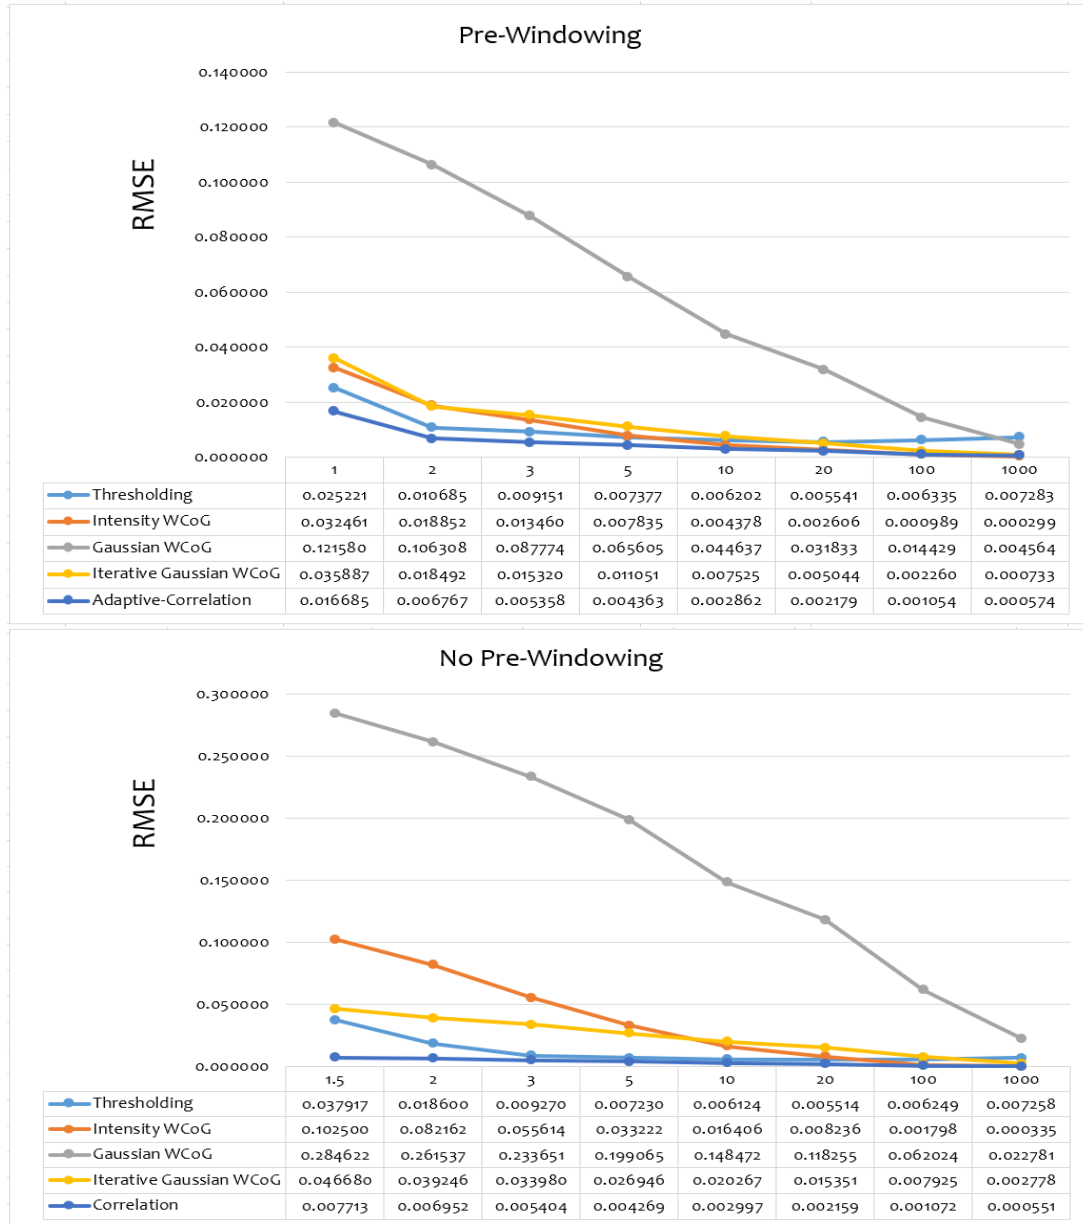 Pre-Windowing
RMSE
0.140000
0.120000
0.100000
0.080000
0.060000
0.040000
0.020000
0.000000
1 2 3 5 10 20 100 1000
Thresholding 0.025221 0.010685 0.009151 0.007377 0.006202 0.005541 0.006335 0.007283
Intensity WCoG 0.032461 0.018852 0.013460 0.007835 0.004378 0.002606 0.000989 0.000299
Gaussian WCoG 0.121580 0.106308 0.087774 0.065605 0.044637 0.031833 0.014429 0.004564
Iterative Gaussian WCoG 0.035887 0.018492 0.015320 0.011051 0.007525 0.005044 0.002260 0.000733
Adaptive-Correlation 0.016685 0.006767 0.005358 0.004363 0.002862 0.002179 0.001054 0.000574
No Pre-Windowing
RMSE
0.300000
0.250000
0.200000
0.150000
0.100000
0.050000
0.000000
1.5 2 3 5 10 20 100 1000
Thresholding 0.037917 0.018600 0.009270 0.007230 0.006124 0.005514 0.006249 0.007258
Intensity WCoG 0.102500 0.082162 0.055614 0.033222 0.016406 0.008236 0.001798 0.000335
Gaussian WCoG 0.284622 0.261537 0.233651 0.199065 0.148472 0.118255 0.062024 0.022781
Iterative Gaussian WCoG 0.046680 0.039246 0.033980 0.026946 0.020267 0.015351 0.007925 0.002778
Correlation 0.007713 0.006952 0.005404 0.004269 0.002997 0.002159 0.001072 0.000551